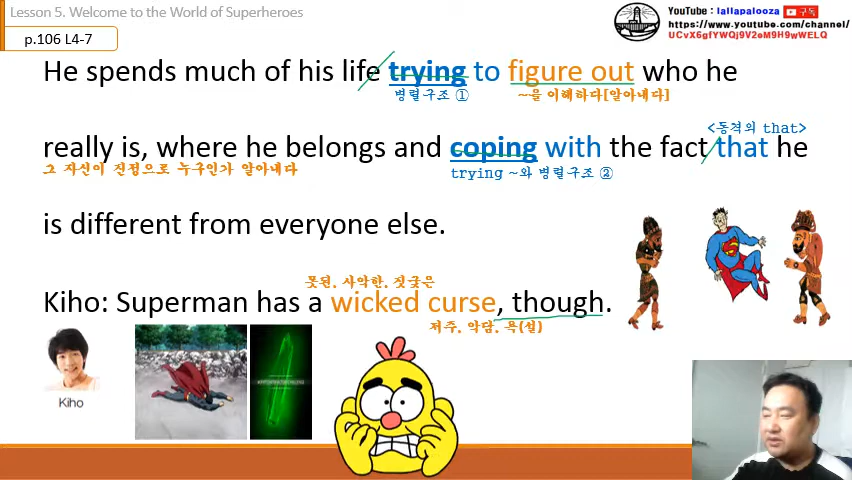 Lesson 5. Welcome to the World of Superheroes
YouTube : lallapalooza 구독
https://www.youtube.com/channel/
UCvX6gfYWQj9V2eM9H9wWELQ
p.106 L4-7
He spends much of his life trying to figure out who he
병렬구조 ① ~을 이해하다[알아내다]
<동격의 that>
really is, where he belongs and coping with the fact that he
그 자신이 진정으로 누구인가 알아내다 trying ~와 병렬구조 ②
is different from everyone else.
못된, 사악한, 짓궂은
Kiho: Superman has a wicked curse, though.
저주, 악담, 욕(설)
Kiho